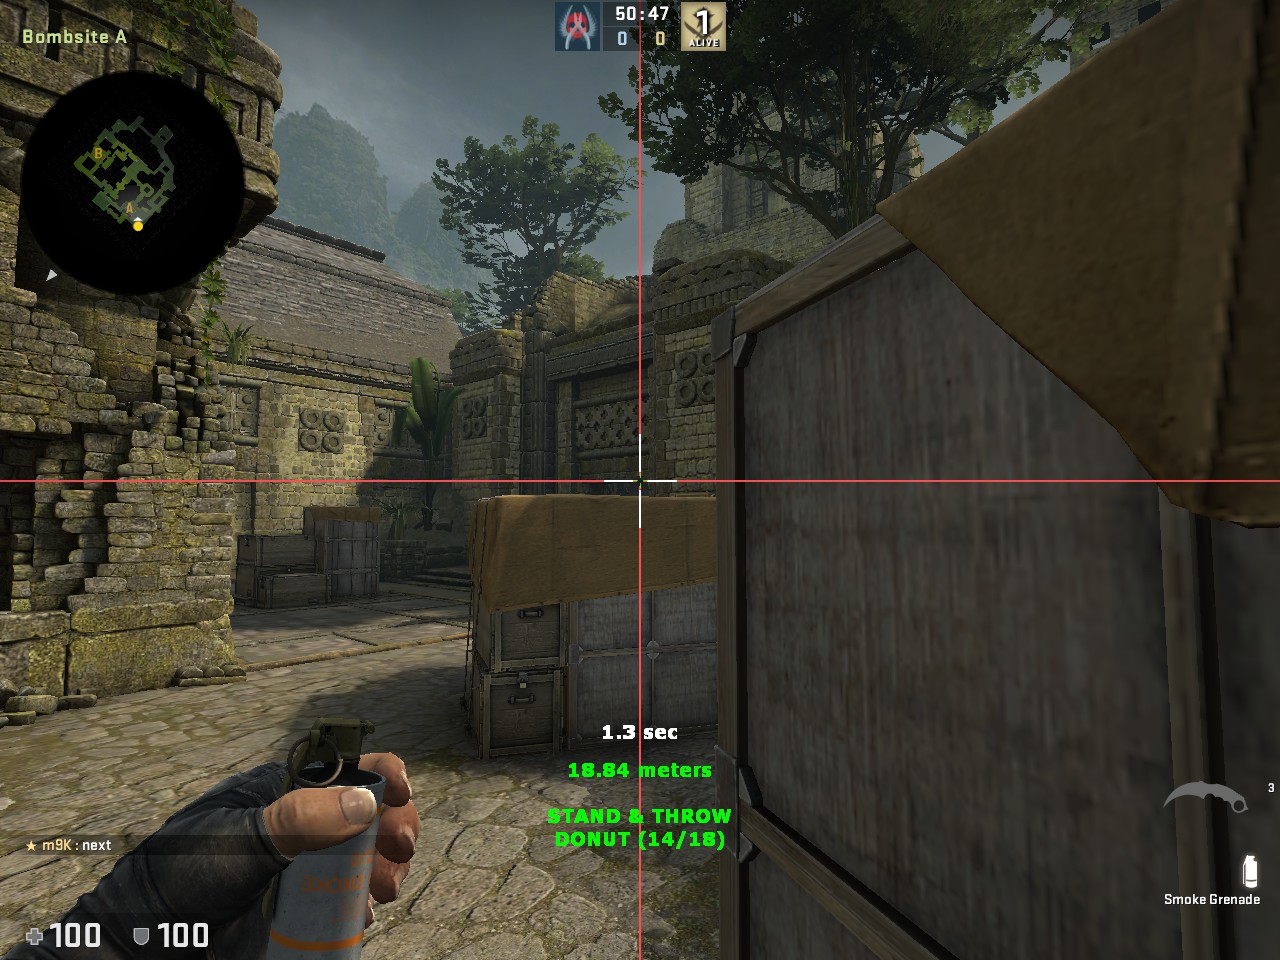 Bombsite A
50:47
0
0
1
ALIVE
B
A
1.3 sec
18.84 meters
STAND & THROW
DONUT (14/18)
★ m9K : next
3
Smoke Grenade
100
100